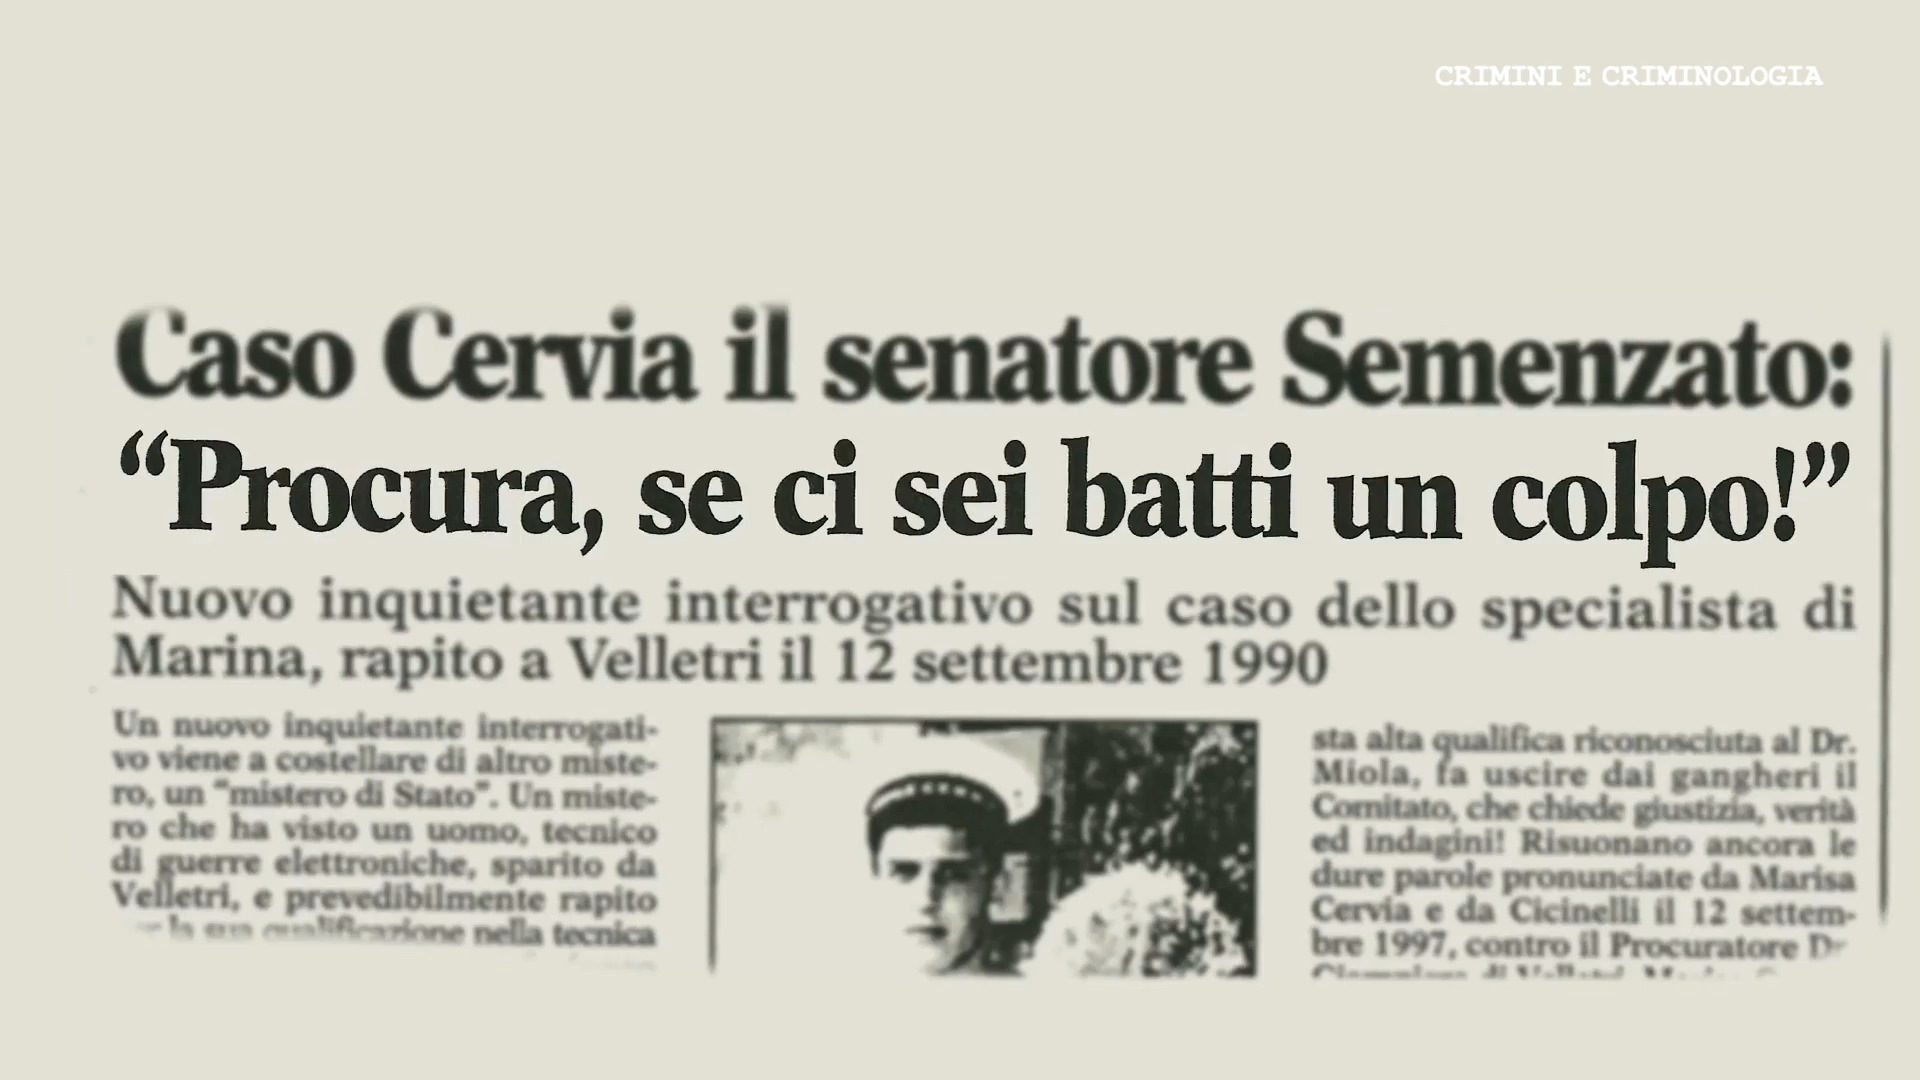 CRIMINI E CRIMINOLOGIA
Caso Cervia il senatore Semenzato:
“Procura, se ci sei batti un colpo!”
Nuovo inquietante interrogativo sul caso dello specialista di
Marina, rapito a Velletri il 12 settembre 1990
Un nuovo inquietante interrogati-
vo viene a costellare di altro miste-
ro, un "mistero di Stato". Un miste-
ro che ha visto un uomo, tecnico
di guerre elettroniche, sparito da
Velletri, e prevedibilmente rapito
la sua qualificazione nella tecnica
sta alta qualifica riconosciuta al Dr.
Miola, fa uscire dai gangheri il
Comitato, che chiede giustizia, verità
ed indagini! Risuonano ancora le
dure parole pronunciate da Marisa
Cervia e da Cicinelli il 12 settem-
bre 1997, contro il Procuratore